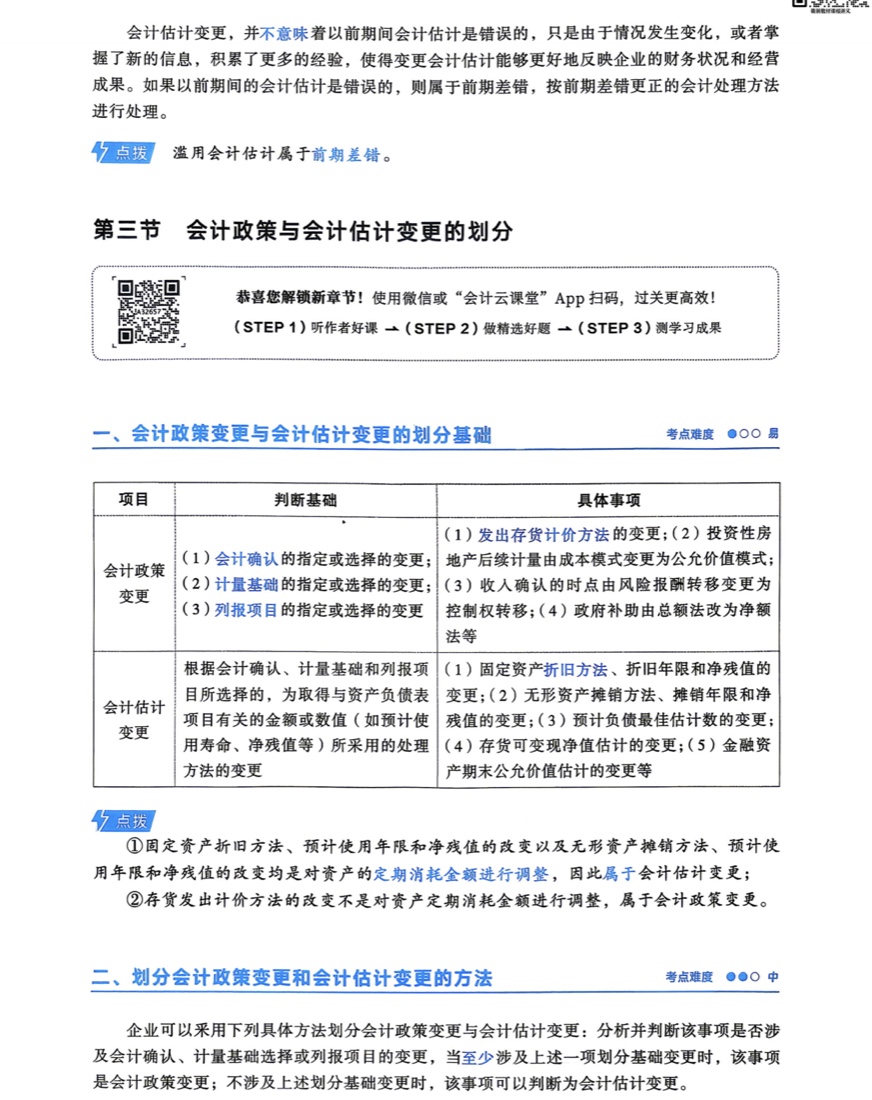 会计估计变更，并不意味着以前期间会计估计是错误的，只是由于情况发生变化，或者掌
握了新的信息，积累了更多的经验，使得变更会计估计能够更好地反映企业的财务状况和经营
成果。如果以前期间的会计估计是错误的，则属于前期差错，按前期差错更正的会计处理方法
进行处理。
点拨 滥用会计估计属于前期差错。
第三节 会计政策与会计估计变更的划分
恭喜您解锁新章节！使用微信或“会计云课堂”App 扫码，过关更高效！
（STEP 1）听作者好课 → （STEP 2）做精选好题 → （STEP 3）测学习成果
一、会计政策变更与会计估计变更的划分基础 考点难度 ●○○ 易
项目 判断基础 具体事项
会计政策
变更
（1）会计确认的指定或选择的变更；
（2）计量基础的指定或选择的变更；
（3）列报项目的指定或选择的变更
（1）发出存货计价方法的变更；（2）投资性房
地产后续计量由成本模式变更为公允价值模式；
（3）收入确认的时点由风险报酬转移变更为
控制权转移；（4）政府补助由总额法改为净额
法等
会计估计
变更
根据会计确认、计量基础和列报项
目所选择的，为取得与资产负债表
项目有关的金额或数值（如预计使
用寿命、净残值等）所采用的处理
方法的变更
（1）固定资产折旧方法、折旧年限和净残值的
变更；（2）无形资产摊销方法、摊销年限和净
残值的变更；（3）预计负债最佳估计数的变更；
（4）存货可变现净值估计的变更；（5）金融资
产期末公允价值估计的变更等
点拨
①固定资产折旧方法、预计使用年限和净残值的改变以及无形资产摊销方法、预计使
用年限和净残值的改变均是对资产的定期消耗金额进行调整，因此属于会计估计变更；
②存货发出计价方法的改变不是对资产定期消耗金额进行调整，属于会计政策变更。
二、划分会计政策变更和会计估计变更的方法 考点难度 ●●○ 中
企业可以采用下列具体方法划分会计政策变更与会计估计变更：分析并判断该事项是否涉
及会计确认、计量基础选择或列报项目的变更，当至少涉及上述一项划分基础变更时，该事项
是会计政策变更；不涉及上述划分基础变更时，该事项可以判断为会计估计变更。